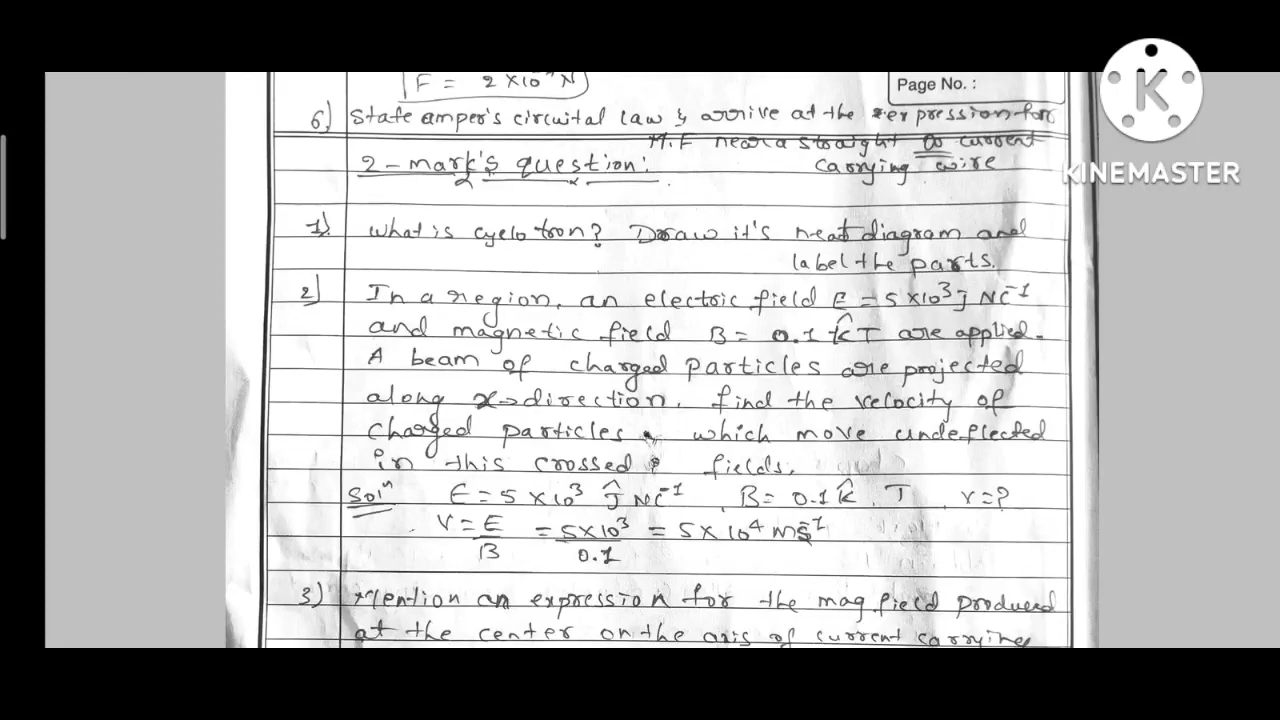 F = 2 X10 N
Page No. :
6) State amper's circuital law & arrive at the expression for
M.F near a straight ∞ current
2-mark's question: carrying wire
1) What is cyclotron? Draw it's neat diagram and
label the parts.
2) In a region, an electric field E = 5 X10³ ĵ NC⁻¹
and magnetic field B = 0.1 k̂ T are applied.
A beam of charged particles are projected
along x→direction. find the velocity of
charged particles which move undeflected
in this crossed fields.
Solⁿ E = 5 X10³ ĵ NC⁻¹, B = 0.1 k̂ T v=?
V = E/B = 5X10³/0.1 = 5X10⁴ ms⁻¹
3) Mention an expression for the mag.field produced
at the center on the axis of current carrying
KINEMASTER